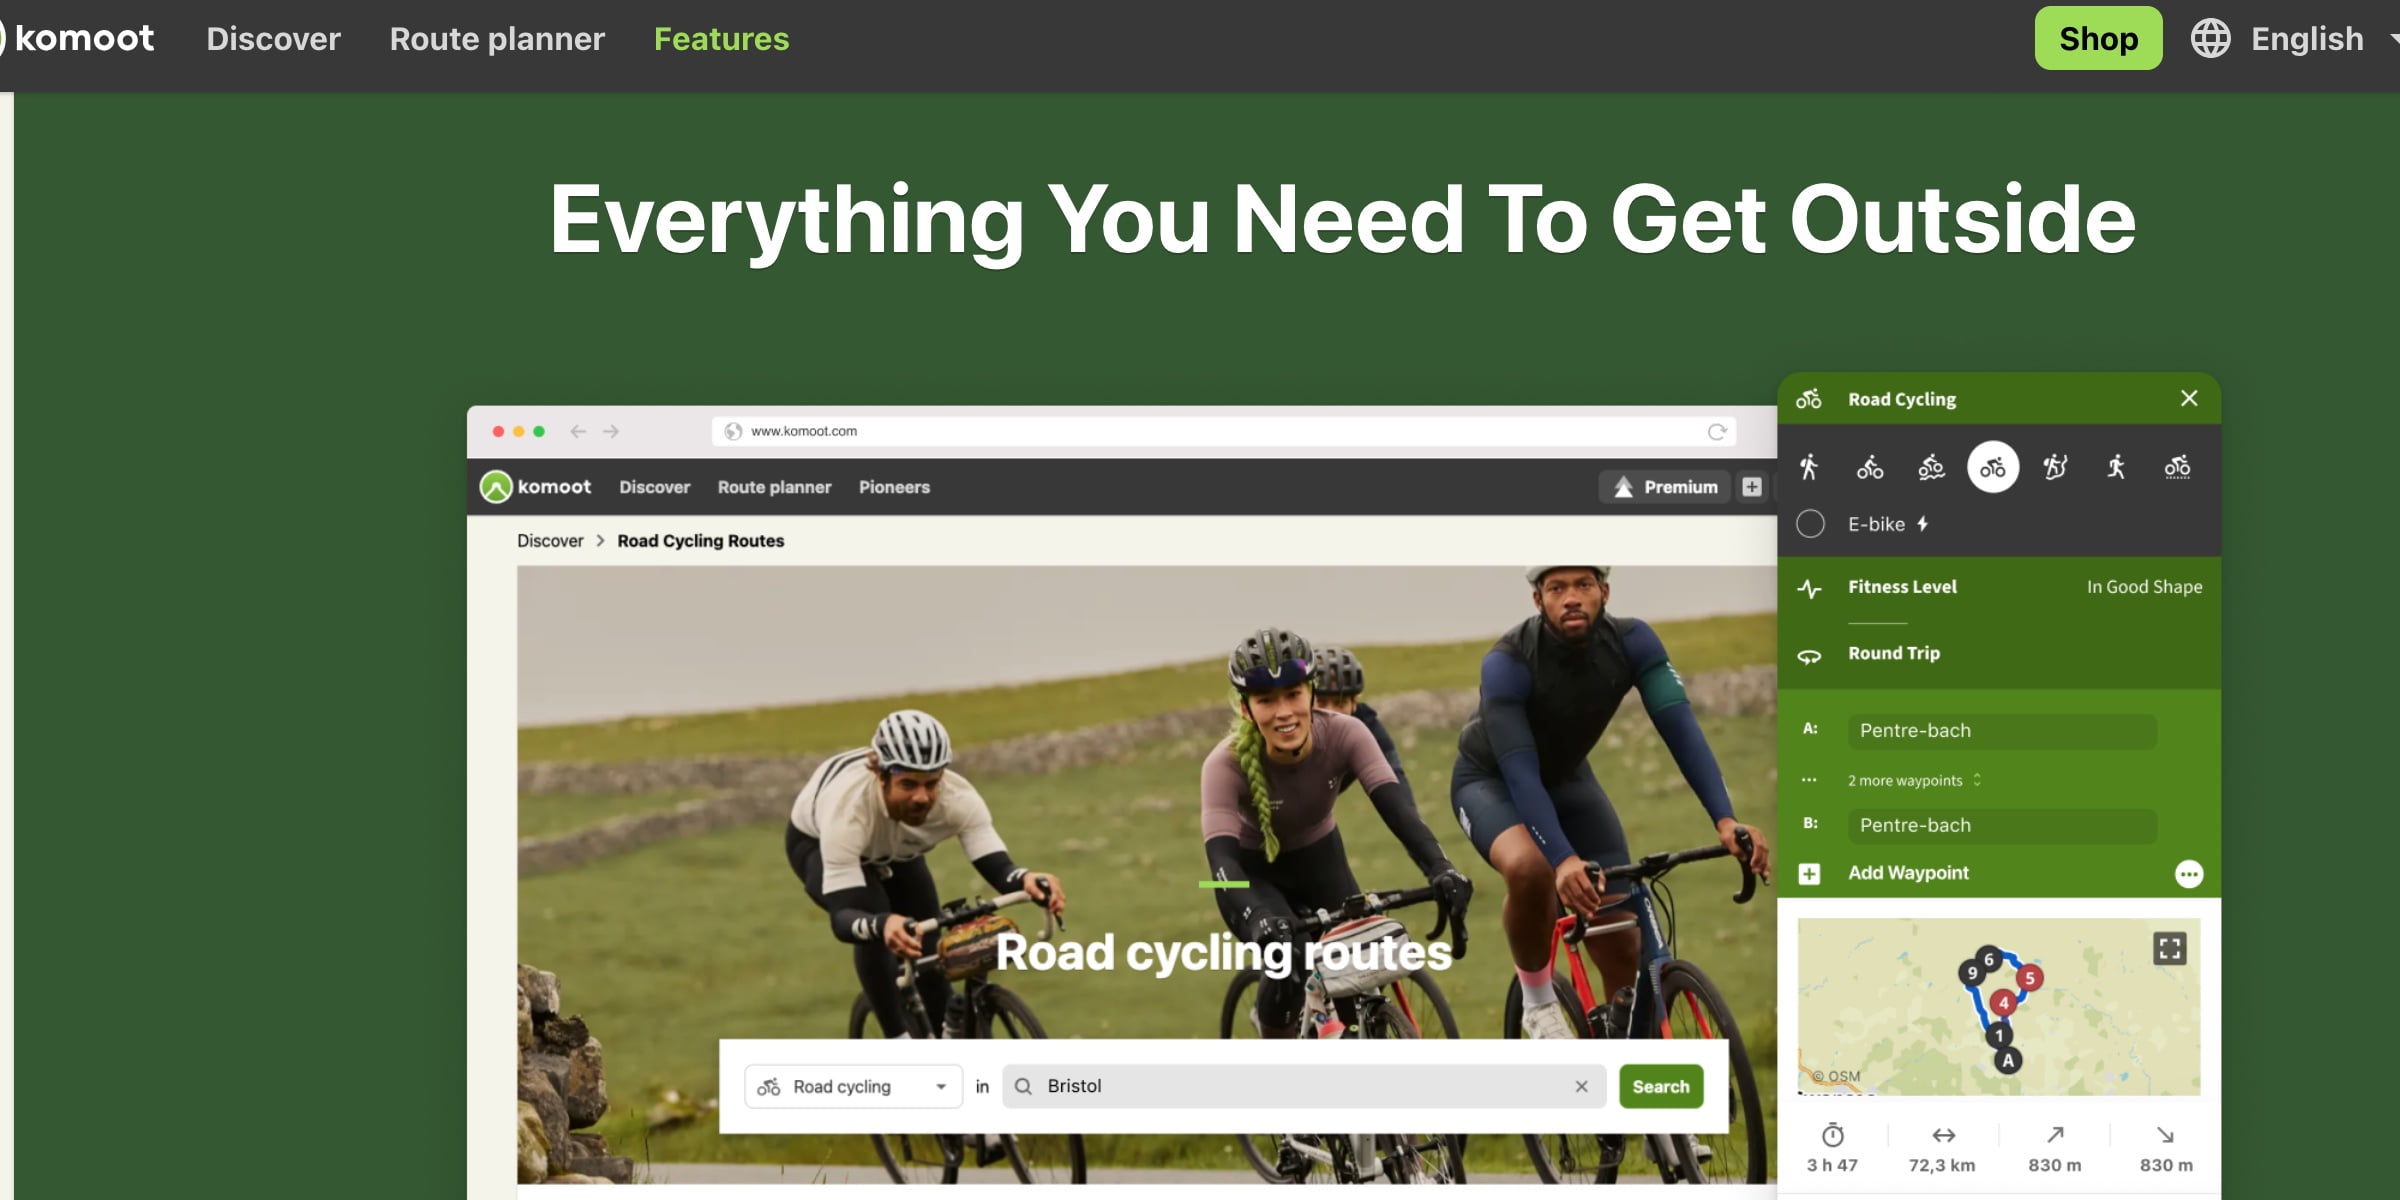 komoot Discover Route planner Features Shop English
Everything You Need To Get Outside
www.komoot.com
komoot Discover Route planner Pioneers Premium
Discover > Road Cycling Routes
Road cycling routes
Road cycling in Bristol Search
Road Cycling
E-bike
Fitness Level In Good Shape
Round Trip
A: Pentre-bach
2 more waypoints
B: Pentre-bach
Add Waypoint
6
9 5
4
1
A
© OSM
3 h 47 72,3 km 830 m 830 m